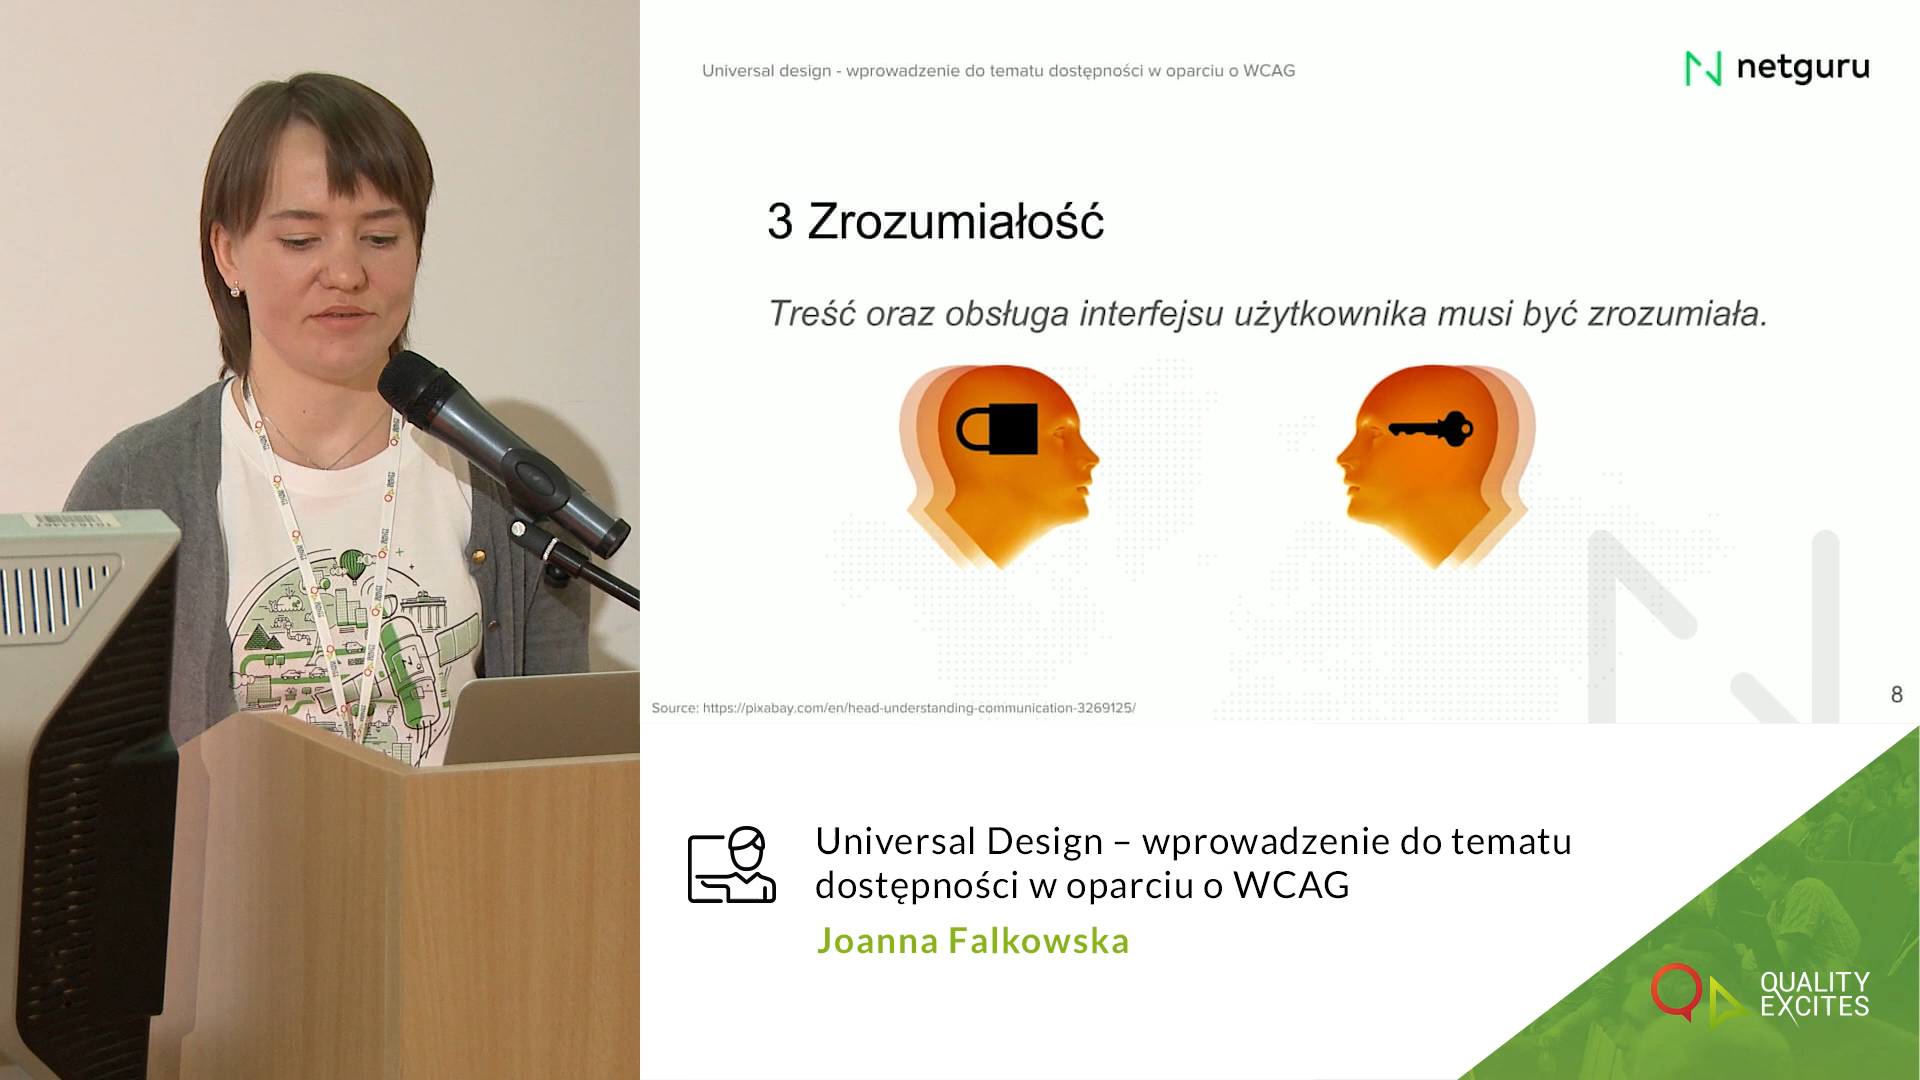 Universal design - wprowadzenie do tematu dostępności w oparciu o WCAG
netguru
3 Zrozumiałość
Treść oraz obsługa interfejsu użytkownika musi być zrozumiała.
Source: https://pixabay.com/en/head-understanding-communication-3269125/
8
Universal Design – wprowadzenie do tematu
dostępności w oparciu o WCAG
Joanna Falkowska
QUALITY
EXCITES